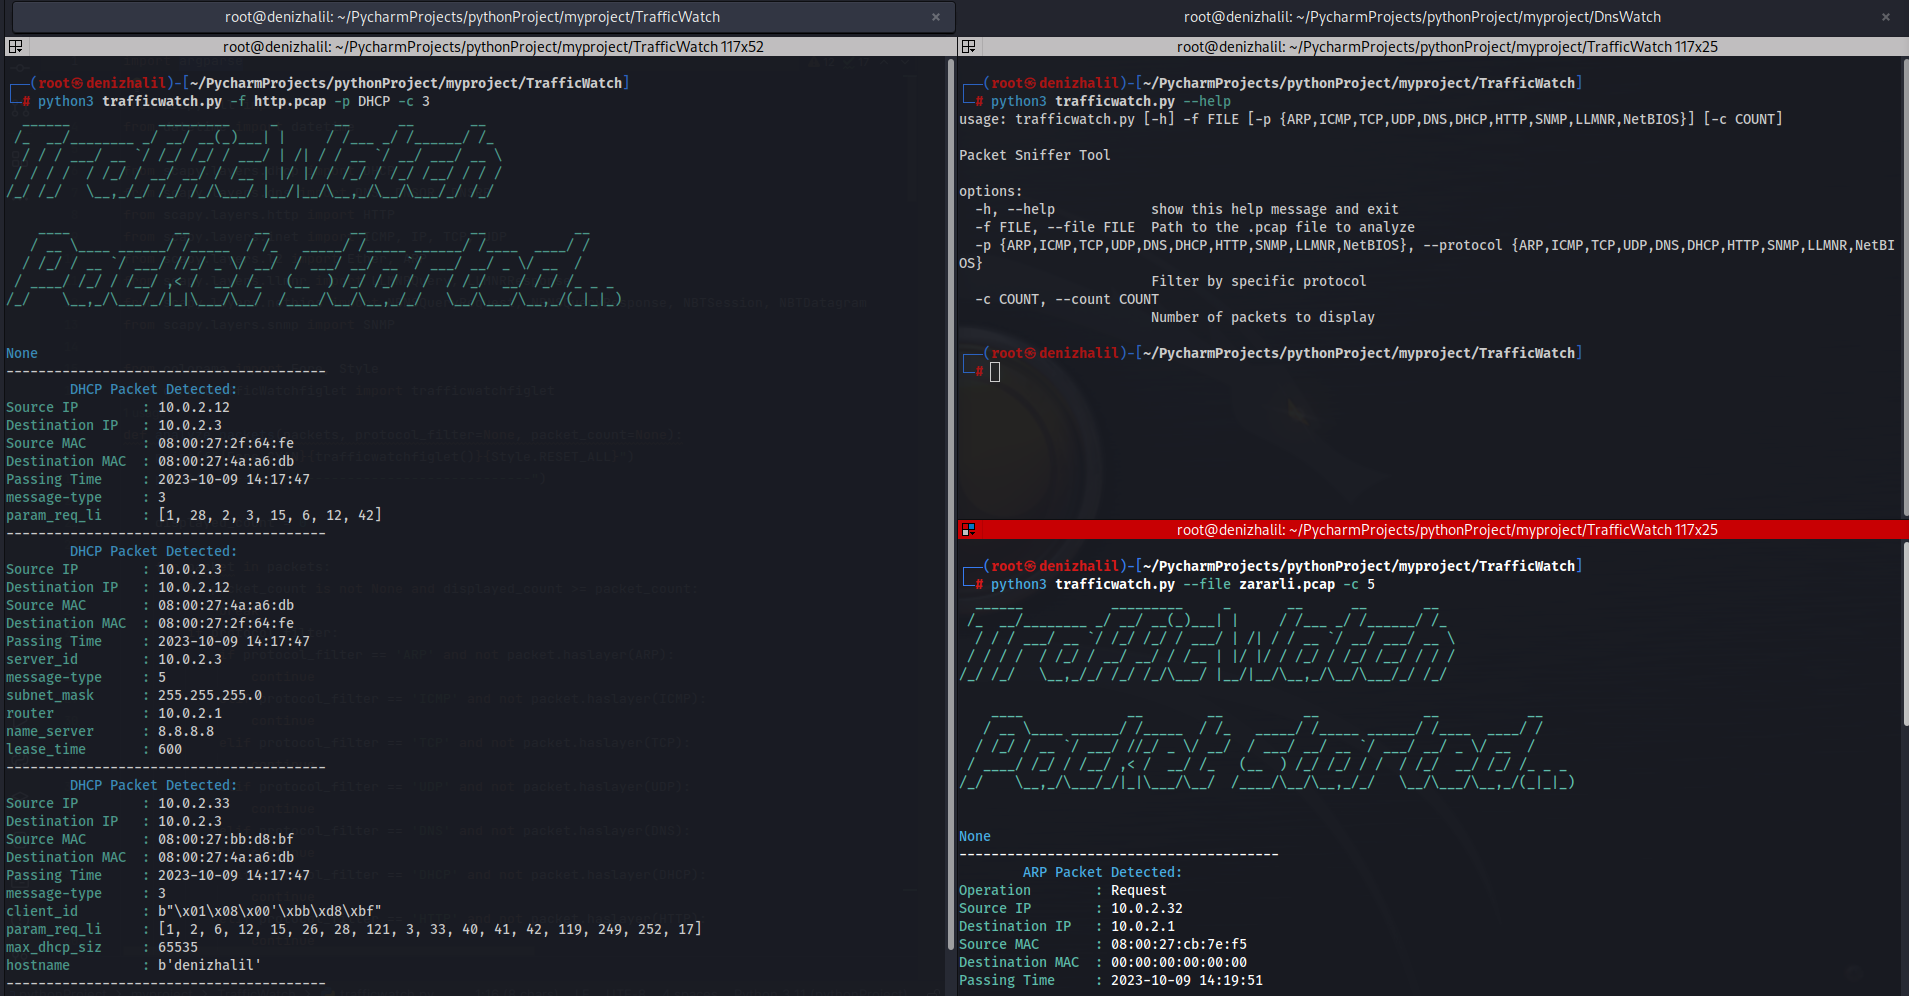 root@denizhalil: ~/PycharmProjects/pythonProject/myproject/TrafficWatch
root@denizhalil: ~/PycharmProjects/pythonProject/myproject/TrafficWatch 117x52
(root㉿denizhalil)-[~/PycharmProjects/pythonProject/myproject/TrafficWatch]
# python3 trafficwatch.py -f http.pcap -p DHCP -c 3
TrafficWatch
Packet started...
None
----------------------------------------
DHCP Packet Detected:
Source IP : 10.0.2.12
Destination IP : 10.0.2.3
Source MAC : 08:00:27:2f:64:fe
Destination MAC : 08:00:27:4a:a6:db
Passing Time : 2023-10-09 14:17:47
message-type : 3
param_req_li : [1, 28, 2, 3, 15, 6, 12, 42]
----------------------------------------
DHCP Packet Detected:
Source IP : 10.0.2.3
Destination IP : 10.0.2.12
Source MAC : 08:00:27:4a:a6:db
Destination MAC : 08:00:27:2f:64:fe
Passing Time : 2023-10-09 14:17:47
server_id : 10.0.2.3
message-type : 5
subnet_mask : 255.255.255.0
router : 10.0.2.1
name_server : 8.8.8.8
lease_time : 600
----------------------------------------
DHCP Packet Detected:
Source IP : 10.0.2.33
Destination IP : 10.0.2.3
Source MAC : 08:00:27:bb:d8:bf
Destination MAC : 08:00:27:4a:a6:db
Passing Time : 2023-10-09 14:17:47
message-type : 3
client_id : b"\x01\x08\x00'\xbb\xd8\xbf"
param_req_li : [1, 2, 6, 12, 15, 26, 28, 121, 3, 33, 40, 41, 42, 119, 249, 252, 17]
max_dhcp_siz : 65535
hostname : b'denizhalil'
----------------------------------------
root@denizhalil: ~/PycharmProjects/pythonProject/myproject/DnsWatch
root@denizhalil: ~/PycharmProjects/pythonProject/myproject/TrafficWatch 117x25
(root㉿denizhalil)-[~/PycharmProjects/pythonProject/myproject/TrafficWatch]
# python3 trafficwatch.py --help
usage: trafficwatch.py [-h] -f FILE [-p {ARP,ICMP,TCP,UDP,DNS,DHCP,HTTP,SNMP,LLMNR,NetBIOS}] [-c COUNT]
Packet Sniffer Tool
options:
-h, --help show this help message and exit
-f FILE, --file FILE Path to the .pcap file to analyze
-p {ARP,ICMP,TCP,UDP,DNS,DHCP,HTTP,SNMP,LLMNR,NetBIOS}, --protocol {ARP,ICMP,TCP,UDP,DNS,DHCP,HTTP,SNMP,LLMNR,NetBI
OS}
Filter by specific protocol
-c COUNT, --count COUNT
Number of packets to display
(root㉿denizhalil)-[~/PycharmProjects/pythonProject/myproject/TrafficWatch]
#
root@denizhalil: ~/PycharmProjects/pythonProject/myproject/TrafficWatch 117x25
(root㉿denizhalil)-[~/PycharmProjects/pythonProject/myproject/TrafficWatch]
# python3 trafficwatch.py --file zararli.pcap -c 5
TrafficWatch
Packet started...
None
----------------------------------------
ARP Packet Detected:
Operation : Request
Source IP : 10.0.2.32
Destination IP : 10.0.2.1
Source MAC : 08:00:27:cb:7e:f5
Destination MAC : 00:00:00:00:00:00
Passing Time : 2023-10-09 14:19:51